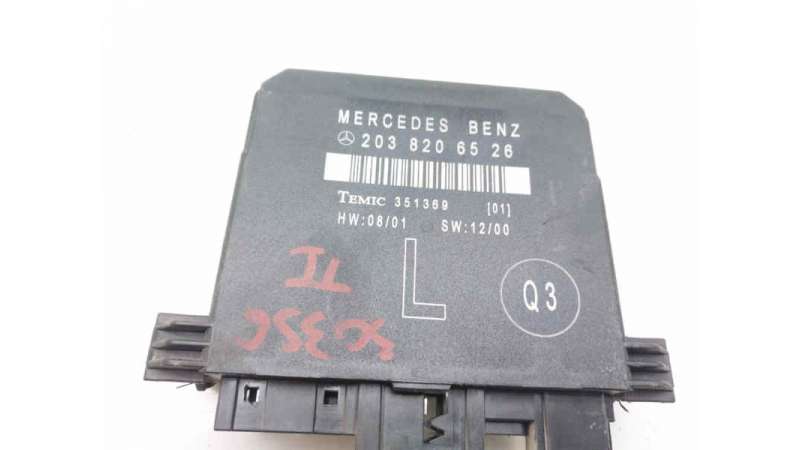 MERCEDES BENZ
203 820 65 26
TEMIC 351369 [01]
HW:08/01 SW:12/00
L
Q3